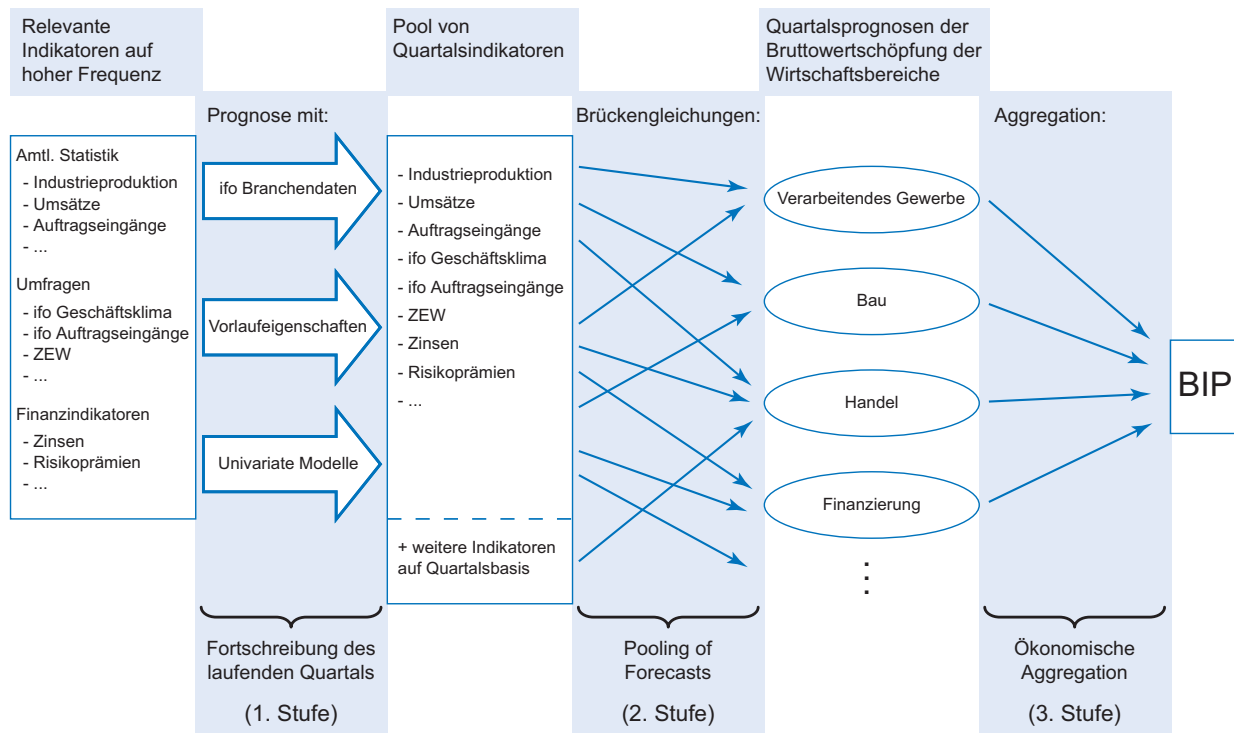 Relevante
Indikatoren auf
hoher Frequenz
Pool von
Quartalsindikatoren
Quartalsprognosen der
Bruttowertschöpfung der
Wirtschaftsbereiche
Prognose mit:
Brückengleichungen:
Aggregation:
Amtl. Statistik
- Industrieproduktion
- Umsätze
- Auftragseingänge
- ...
Umfragen
- ifo Geschäftsklima
- ifo Auftragseingänge
- ZEW
- ...
Finanzindikatoren
- Zinsen
- Risikoprämien
- ...
ifo Branchendaten
Vorlaufeigenschaften
Univariate Modelle
- Industrieproduktion
- Umsätze
- Auftragseingänge
- ifo Geschäftsklima
- ifo Auftragseingänge
- ZEW
- Zinsen
- Risikoprämien
- ...
+ weitere Indikatoren
auf Quartalsbasis
Verarbeitendes Gewerbe
Bau
Handel
Finanzierung
⋮
BIP
Fortschreibung des
laufenden Quartals
(1. Stufe)
Pooling of
Forecasts
(2. Stufe)
Ökonomische
Aggregation
(3. Stufe)